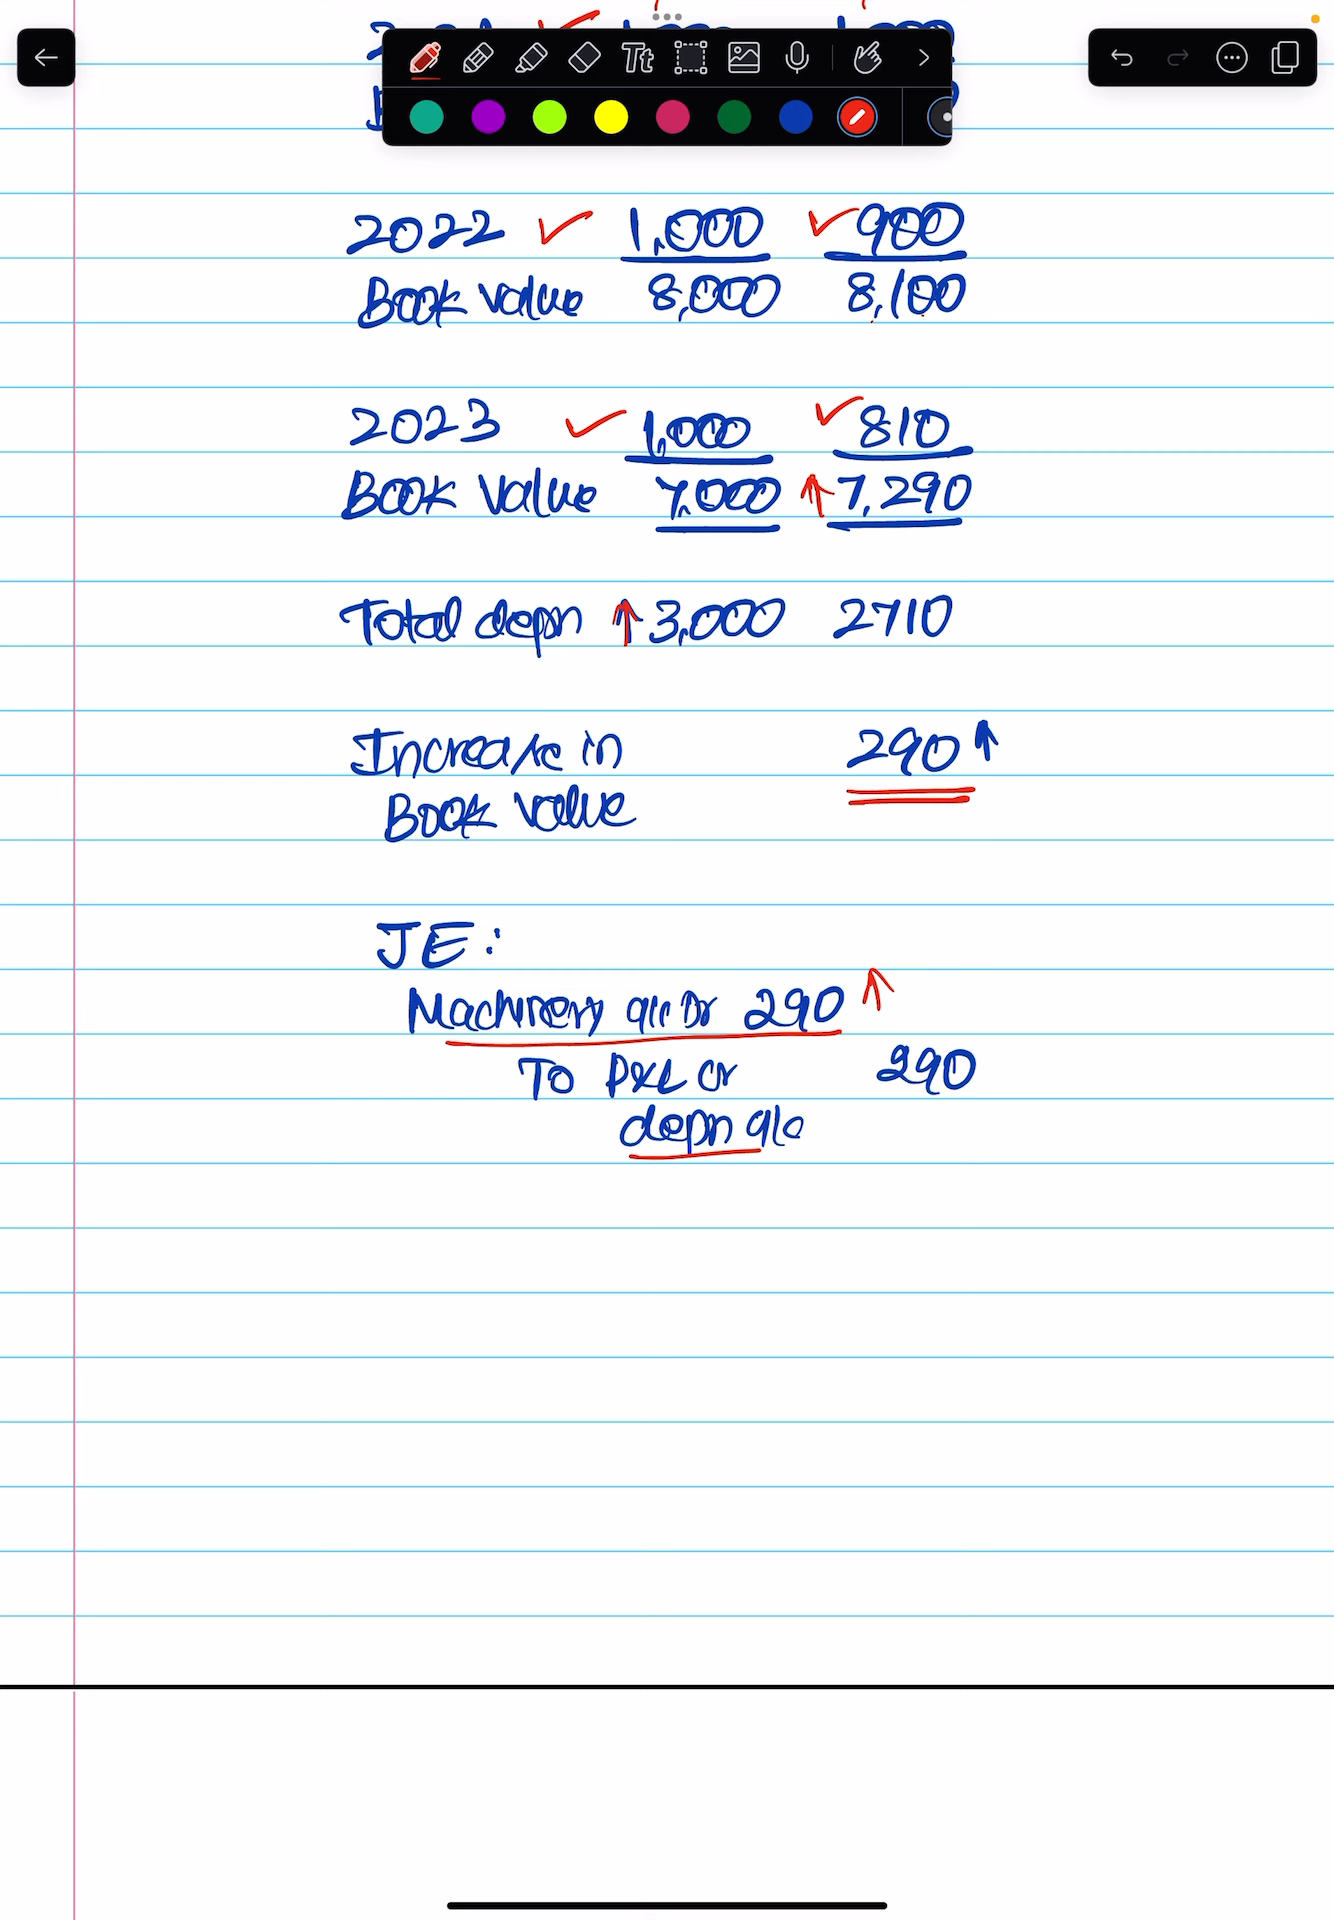 Tt
2022 ✓ 1,000 ✓ 900
Book Value 8,000 8,100
2023 ✓ 1,000 ✓ 810
Book Value 7,000 ↑ 7,290
Total depn ↑ 3,000 2710
Increase in 290 ↑
Book Value
JE:
Machinery a/c Dr 290 ↑
To P&L or 290
depn a/c